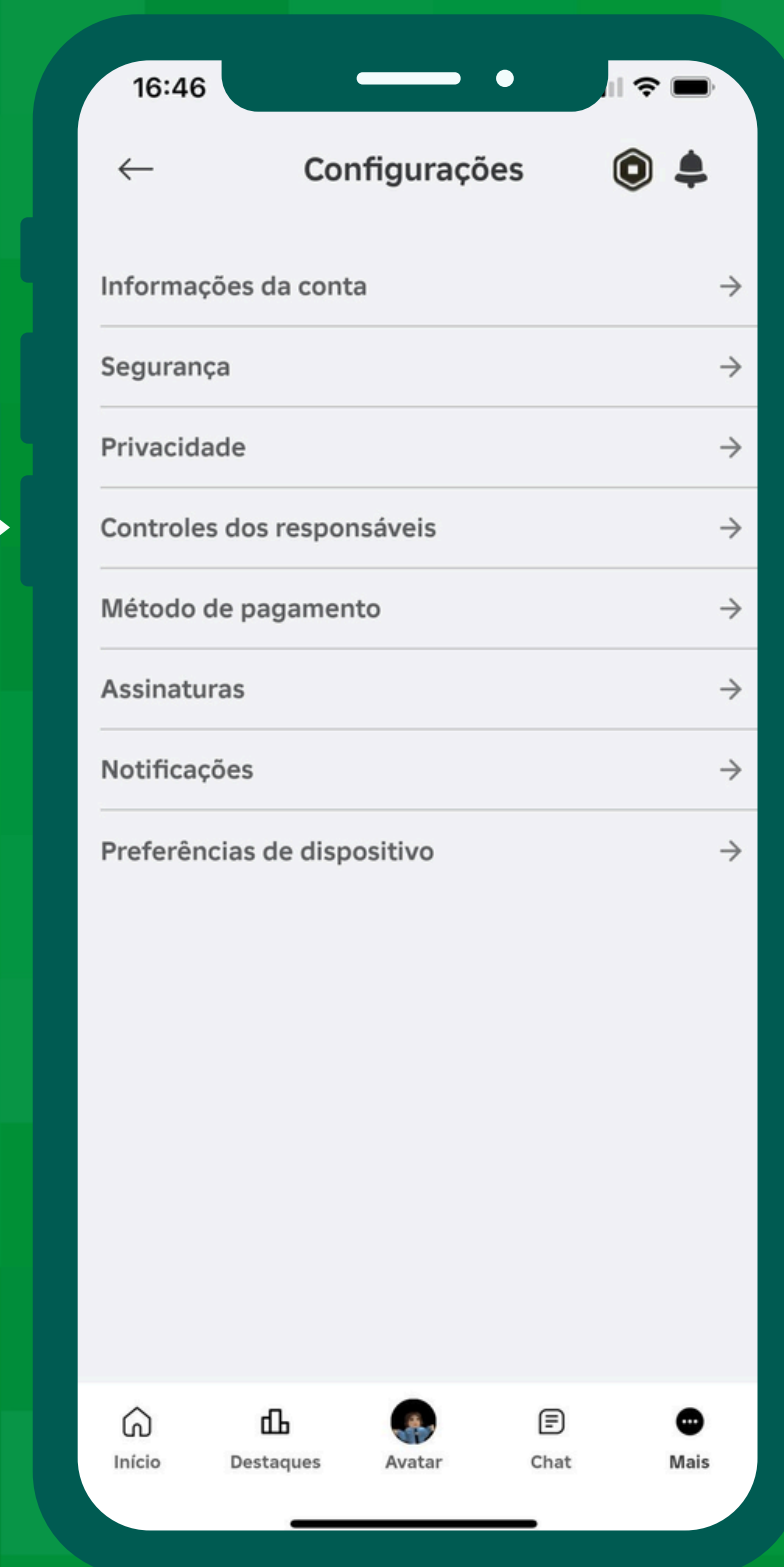 16:46
Configurações
Informações da conta
Segurança
Privacidade
Controles dos responsáveis
Método de pagamento
Assinaturas
Notificações
Preferências de dispositivo
Início
Destaques
Avatar
Chat
Mais